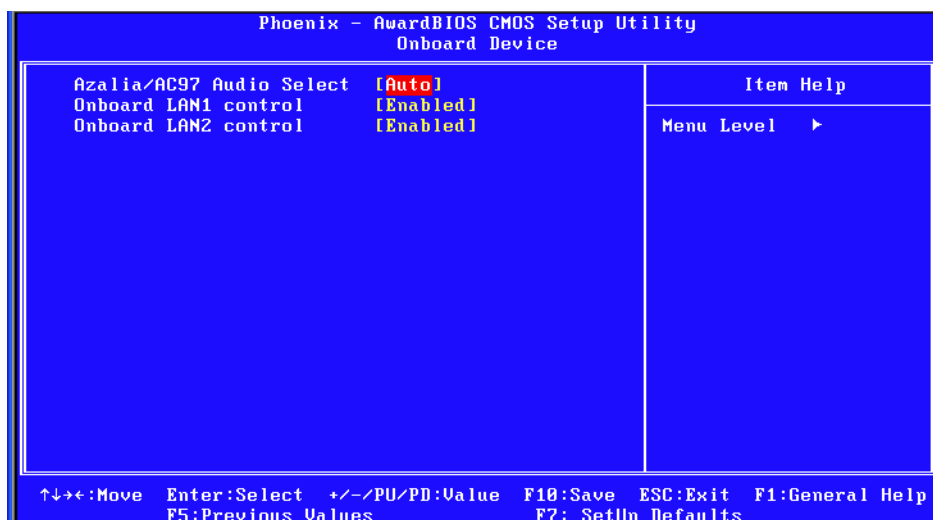 Phoenix - AwardBIOS CMOS Setup Utility
Onboard Device
Azalia/AC97 Audio Select [Auto]
Onboard LAN1 control [Enabled]
Onboard LAN2 control [Enabled]
Item Help
Menu Level ▶
↑↓→←:Move Enter:Select +/-/PU/PD:Value F10:Save ESC:Exit F1:General Help
F5:Previous Values F7: SetUp Defaults